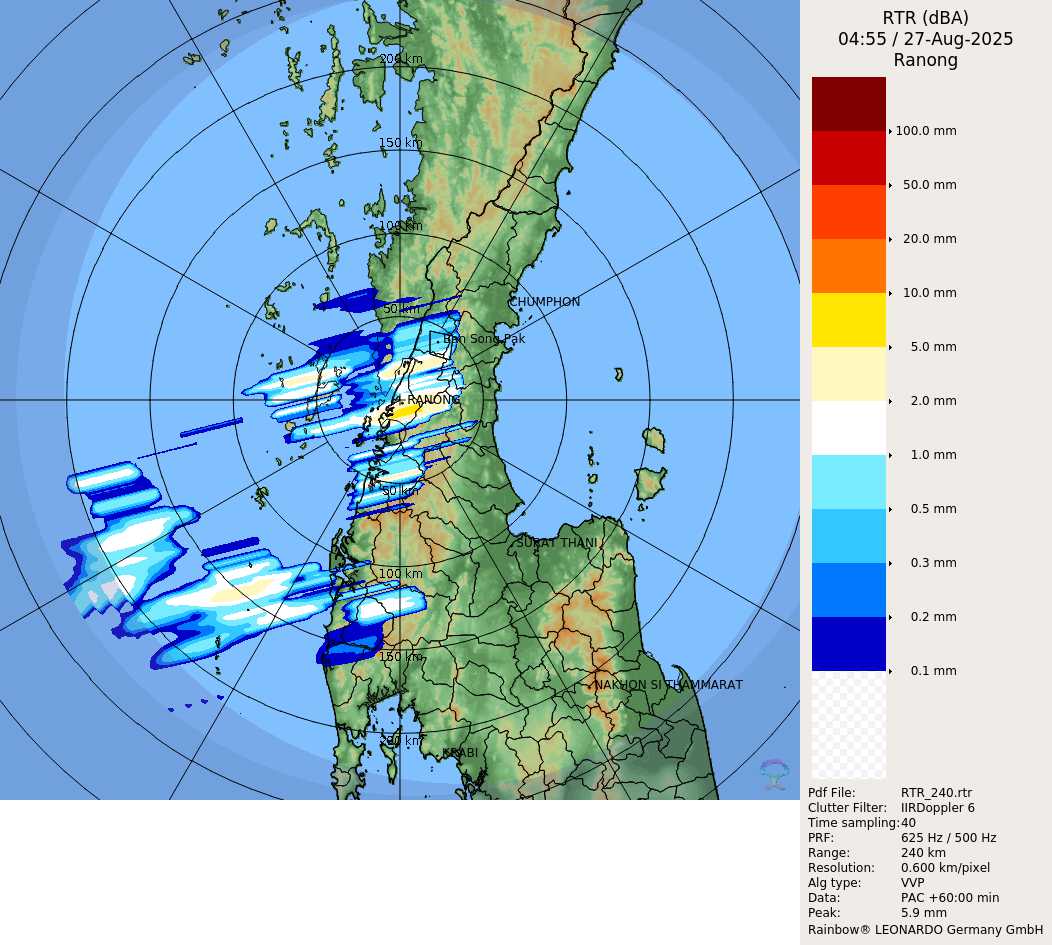 RTR (dBA)
04:55 / 27-Aug-2025
Ranong
200 km
150 km
100 km
50 km
CHUMPHON
Ban Song Pak
RANONG
50 km
SURAT THANI
100 km
150 km
NAKHON SI THAMMARAT
200 km
KRABI
100.0 mm
50.0 mm
20.0 mm
10.0 mm
5.0 mm
2.0 mm
1.0 mm
0.5 mm
0.3 mm
0.2 mm
0.1 mm
Pdf File: RTR_240.rtr
Clutter Filter: IIRDoppler 6
Time sampling:40
PRF: 625 Hz / 500 Hz
Range: 240 km
Resolution: 0.600 km/pixel
Alg type: VVP
Data: PAC +60:00 min
Peak: 5.9 mm
Rainbow® LEONARDO Germany GmbH